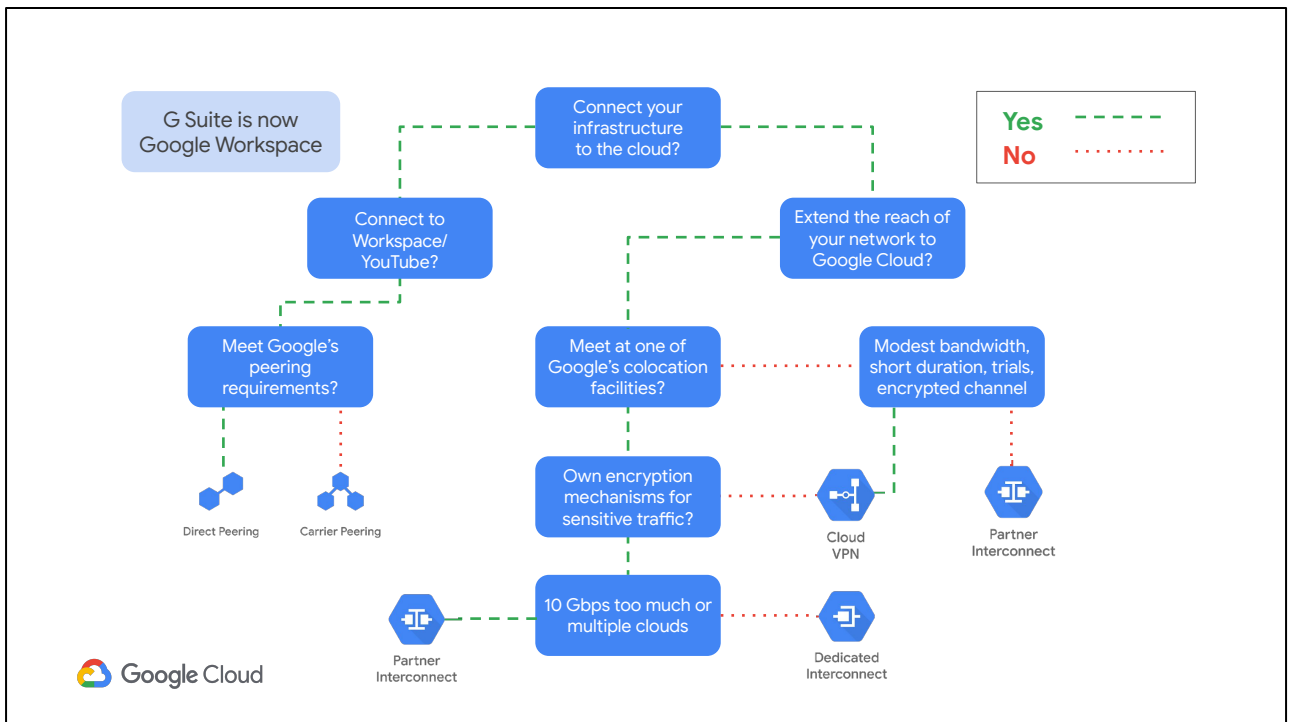 G Suite is now
Google Workspace
Connect your
infrastructure
to the cloud?
Yes
No
Connect to
Workspace/
YouTube?
Extend the reach of
your network to
Google Cloud?
Meet Google's
peering
requirements?
Meet at one of
Google's colocation
facilities?
Modest bandwidth,
short duration, trials,
encrypted channel
Direct Peering
Carrier Peering
Own encryption
mechanisms for
sensitive traffic?
Cloud
VPN
Partner
Interconnect
10 Gbps too much or
multiple clouds
Partner
Interconnect
Dedicated
Interconnect
Google Cloud